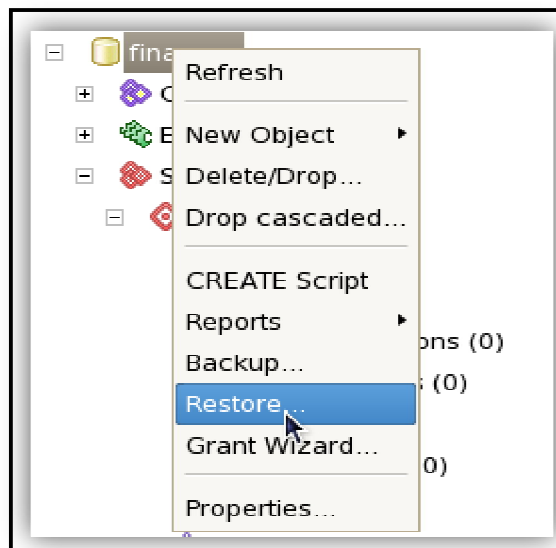 fina
Refresh
C
New Object
E
Delete/Drop...
S
Drop cascaded...
CREATE Script
Reports
ons (0)
Backup...
s (0)
Restore...
Grant Wizard...
0)
Properties...